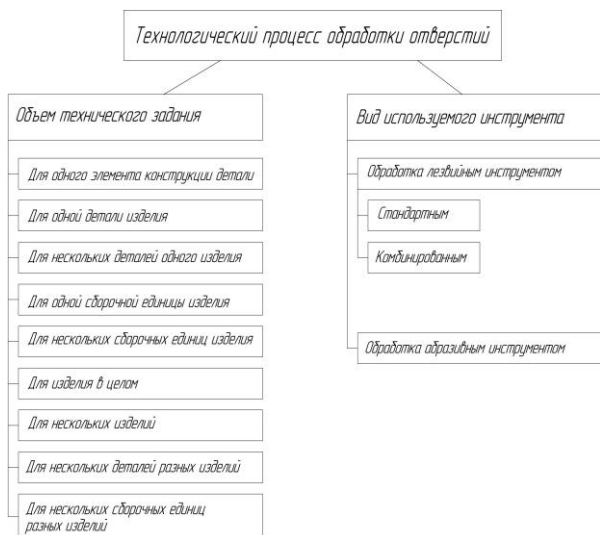 Технологический процесс обработки отверстий
Объем технического задания
Для одного элемента конструкции детали
Для одной детали изделия
Для нескольких деталей одного изделия
Для одной сборочной единицы изделия
Для нескольких сборочных единиц изделия
Для изделия в целом
Для нескольких изделий
Для нескольких деталей разных изделий
Для нескольких сборочных единиц
разных изделий
Вид используемого инструмента
Обработка лезвийным инструментом
Стандартным
Комбинированным
Обработка абразивным инструментом